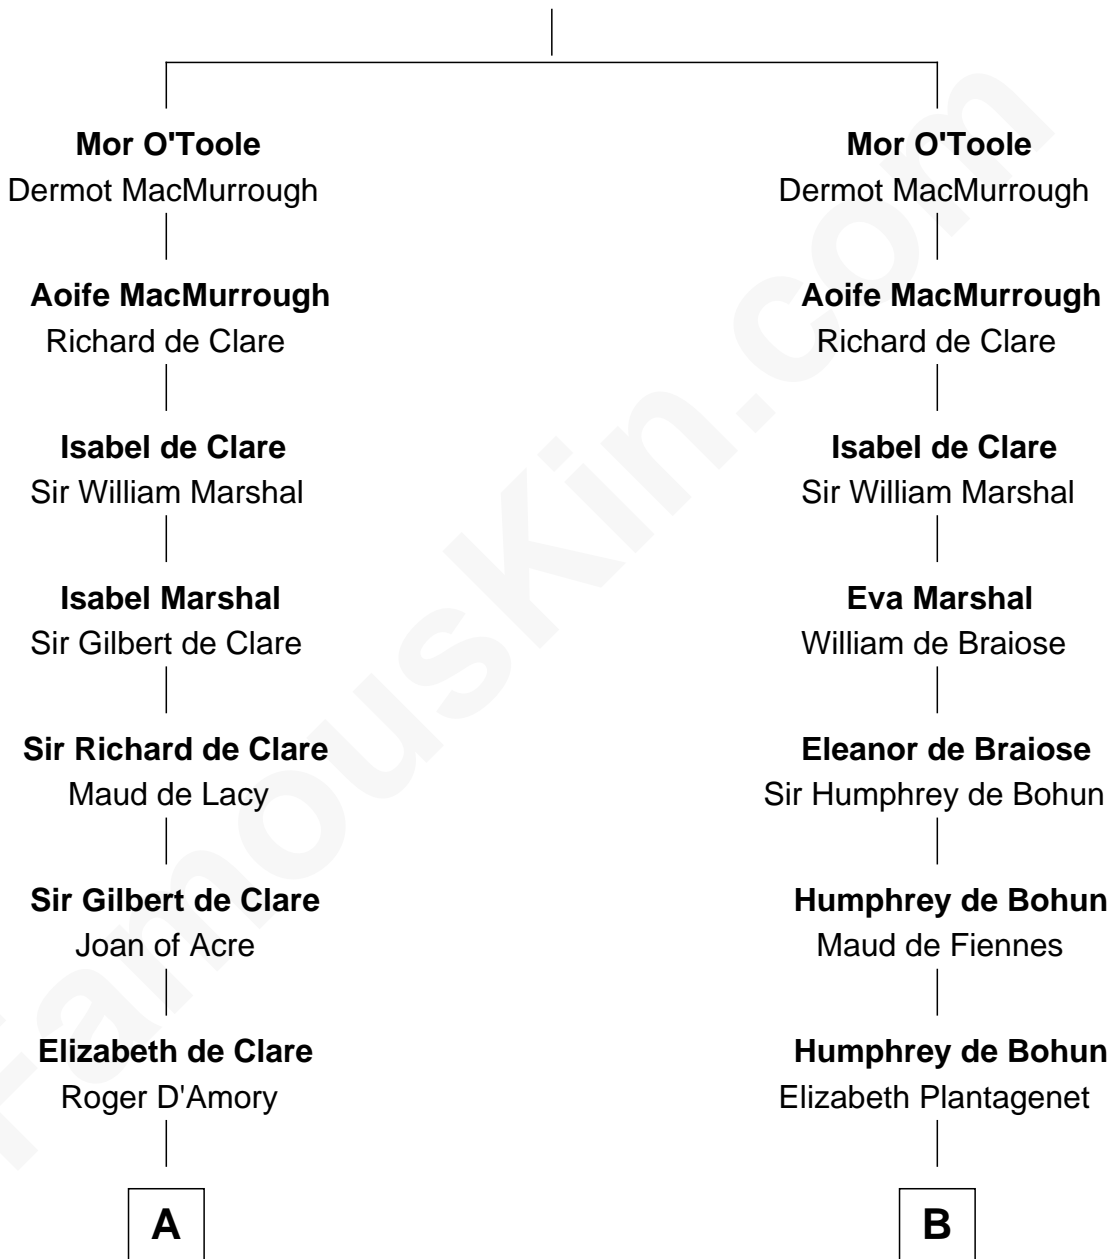 Mor O'Toole
Dermot MacMurrough
Aoife MacMurrough
Richard de Clare
Isabel de Clare
Sir William Marshal
Isabel Marshal
Sir Gilbert de Clare
Sir Richard de Clare
Maud de Lacy
Sir Gilbert de Clare
Joan of Acre
Elizabeth de Clare
Roger D'Amory
A
Mor O'Toole
Dermot MacMurrough
Aoife MacMurrough
Richard de Clare
Isabel de Clare
Sir William Marshal
Eva Marshal
William de Braiose
Eleanor de Braiose
Sir Humphrey de Bohun
Humphrey de Bohun
Maud de Fiennes
Humphrey de Bohun
Elizabeth Plantagenet
B
FamousKin.com